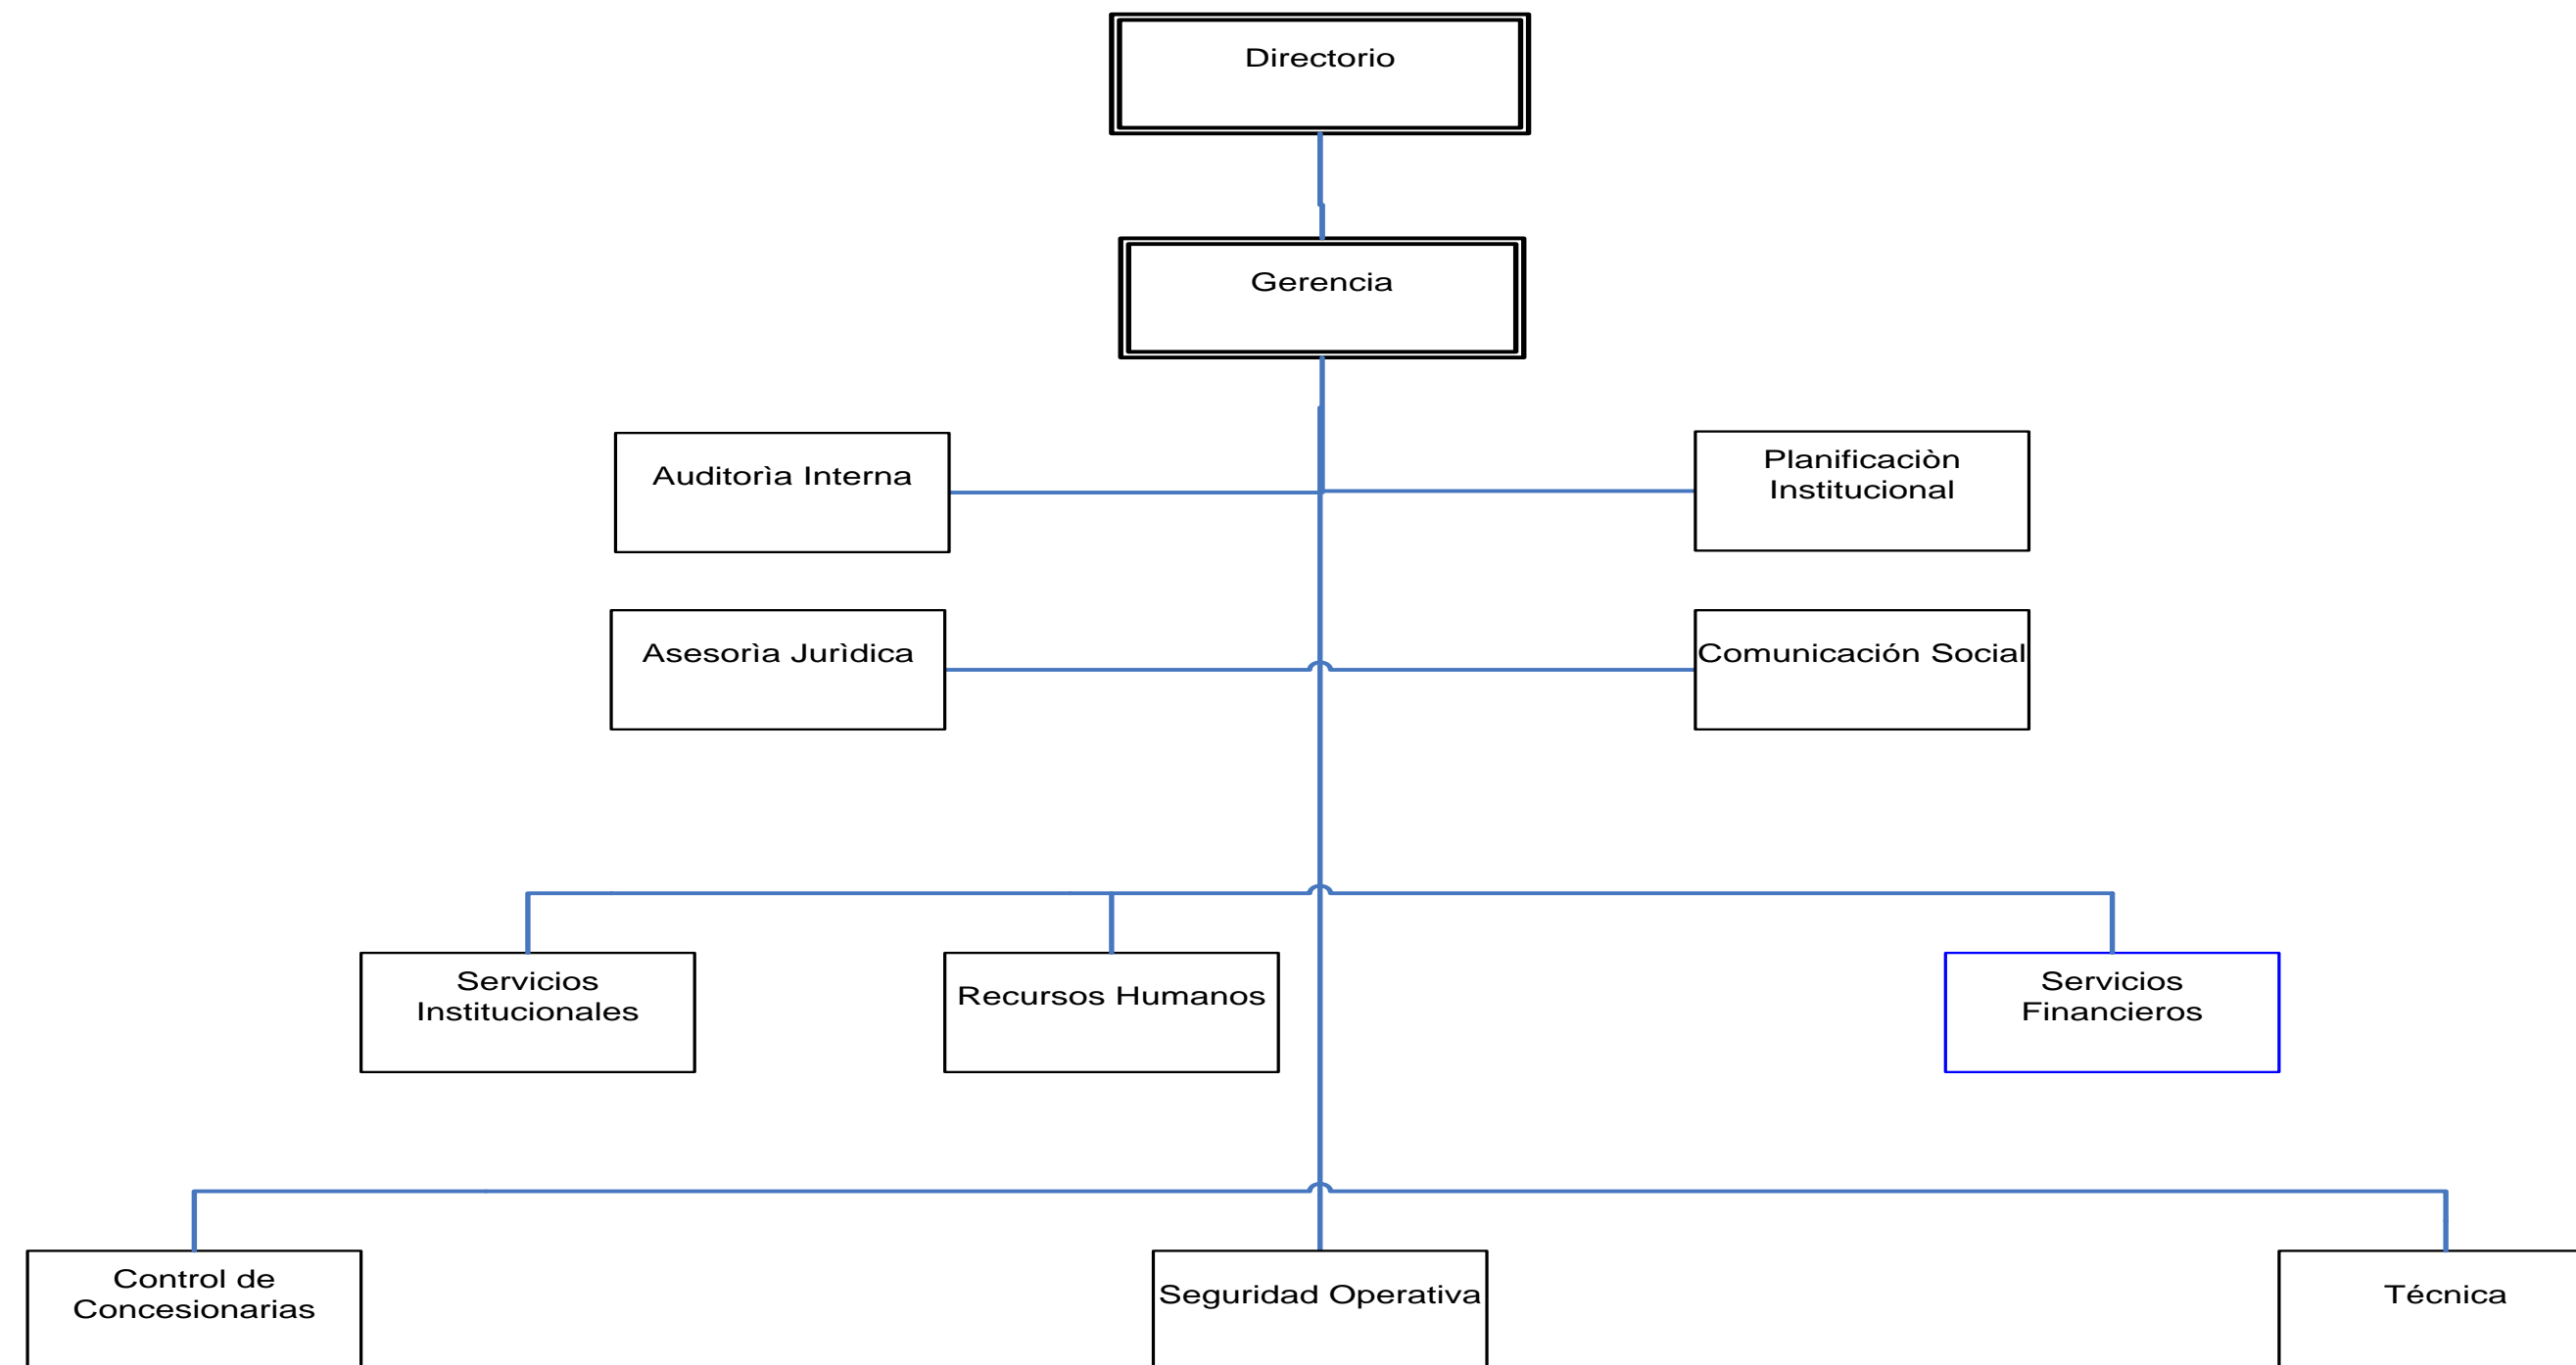 Directorio
Gerencia
Auditorìa Interna
Planificaciòn
Institucional
Asesorìa Jurìdica
Comunicación Social
Servicios
Institucionales
Recursos Humanos
Servicios
Financieros
Control de
Concesionarias
Seguridad Operativa
Técnica